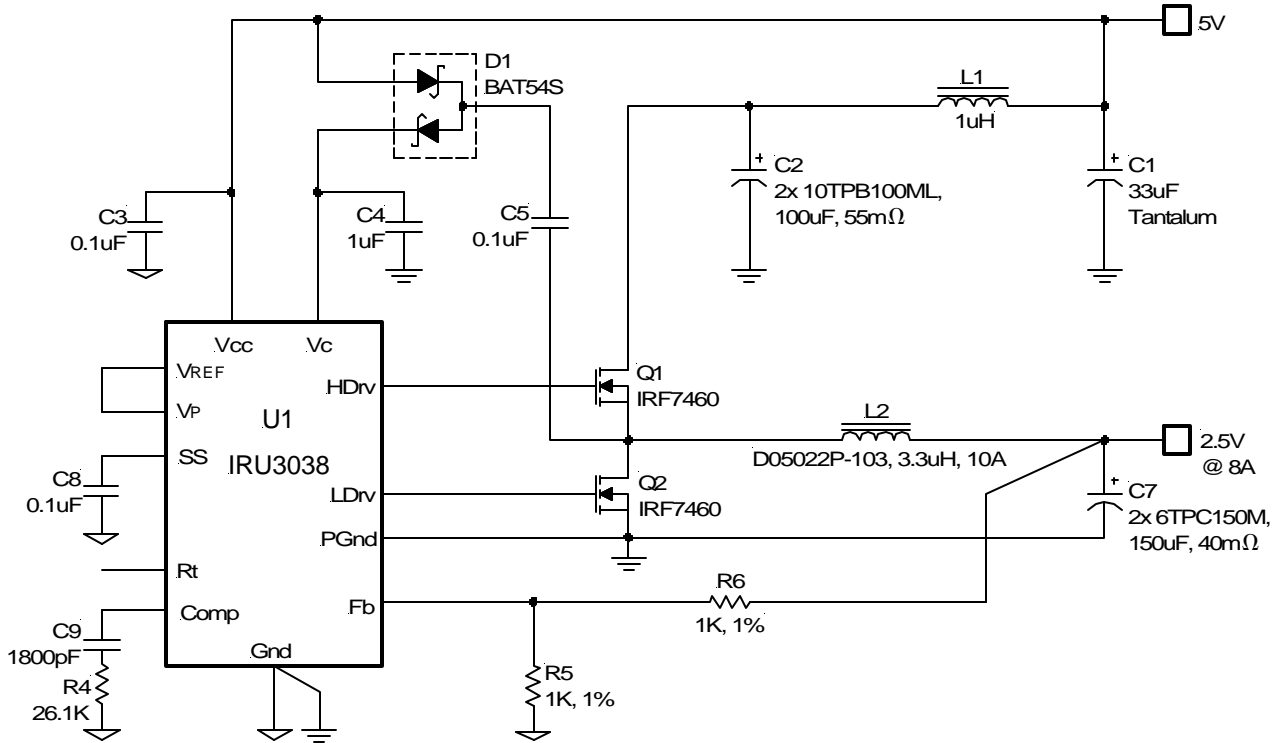 5V
D1
BAT54S
L1
1uH
C2
2x 10TPB100ML,
100uF, 55mΩ
C1
33uF
Tantalum
C3
0.1uF
C4
1uF
C5
0.1uF
Vcc
Vc
VREF
VP
HDrv
U1
IRU3038
SS
LDrv
PGnd
Rt
Comp
Fb
Gnd
Q1
IRF7460
L2
D05022P-103, 3.3uH, 10A
2.5V
@ 8A
Q2
IRF7460
C7
2x 6TPC150M,
150uF, 40mΩ
C8
0.1uF
R6
1K, 1%
C9
1800pF
R4
26.1K
R5
1K, 1%